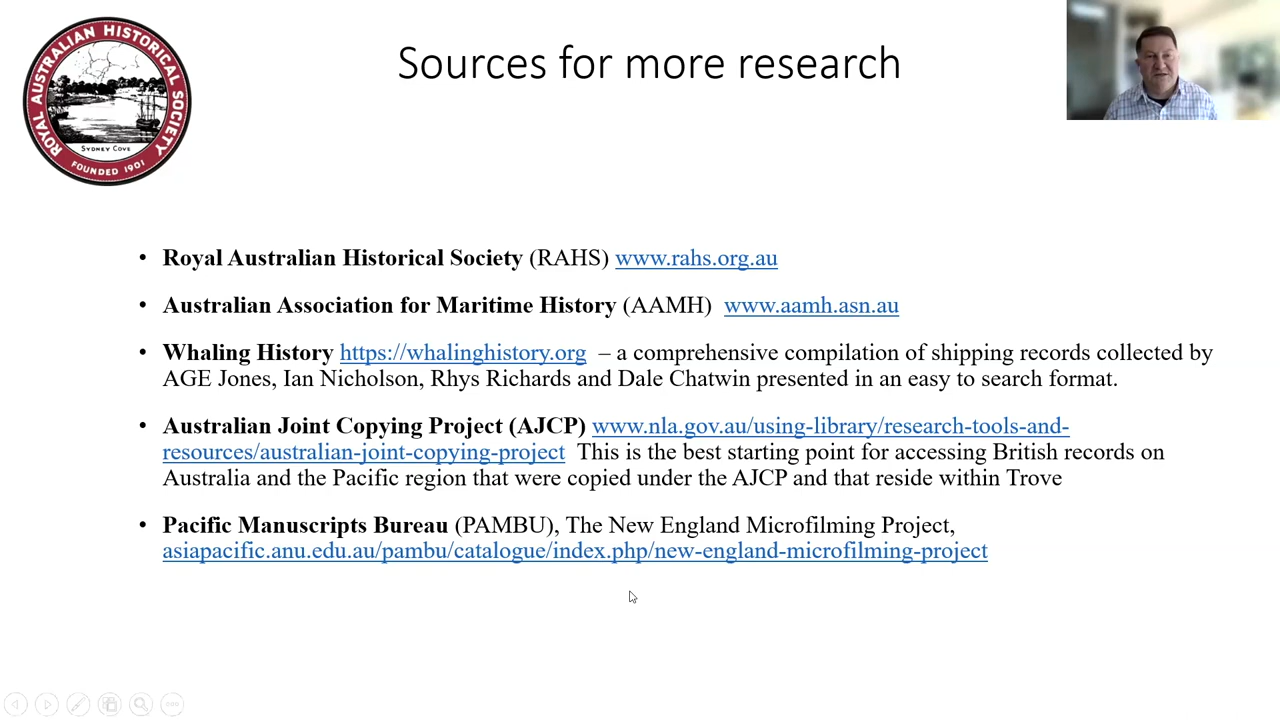 ROYAL AUSTRALIAN HISTORICAL SOCIETY
SYDNEY COVE
FOUNDED 1901
Sources for more research
• Royal Australian Historical Society (RAHS) www.rahs.org.au
• Australian Association for Maritime History (AAMH) www.aamh.asn.au
• Whaling History https://whalinghistory.org – a comprehensive compilation of shipping records collected by
AGE Jones, Ian Nicholson, Rhys Richards and Dale Chatwin presented in an easy to search format.
• Australian Joint Copying Project (AJCP) www.nla.gov.au/using-library/research-tools-and-
resources/australian-joint-copying-project This is the best starting point for accessing British records on
Australia and the Pacific region that were copied under the AJCP and that reside within Trove
• Pacific Manuscripts Bureau (PAMBU), The New England Microfilming Project,
asiapacific.anu.edu.au/pambu/catalogue/index.php/new-england-microfilming-project